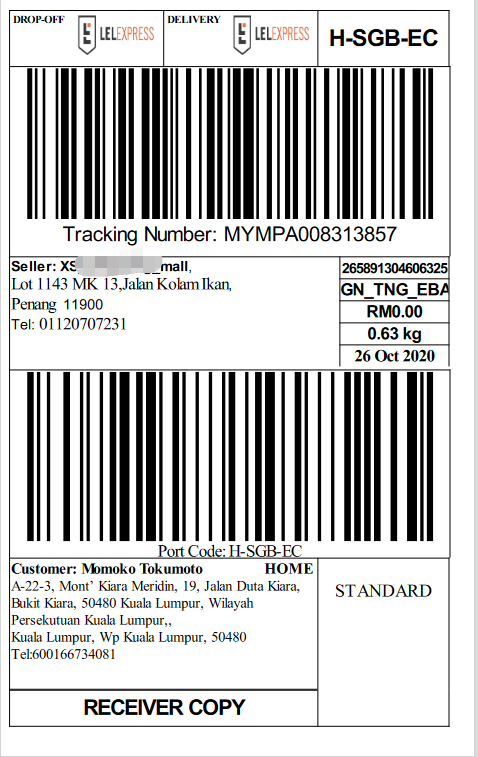 DROP-OFF
LELEXPRESS
DELIVERY
LELEXPRESS
H-SGB-EC
Tracking Number: MYMPA008313857
Seller: XS _mall,
Lot 1143 MK 13,Jalan Kolam Ikan,
Penang 11900
Tel: 01120707231
265891304606325
GN_TNG_EBA
RM0.00
0.63 kg
26 Oct 2020
Port Code: H-SGB-EC
Customer: Momoko Tokumoto HOME
A-22-3, Mont’ Kiara Meridin, 19, Jalan Duta Kiara,
Bukit Kiara, 50480 Kuala Lumpur, Wilayah
Persekutuan Kuala Lumpur,,
Kuala Lumpur, Wp Kuala Lumpur, 50480
Tel:600166734081
STANDARD
RECEIVER COPY